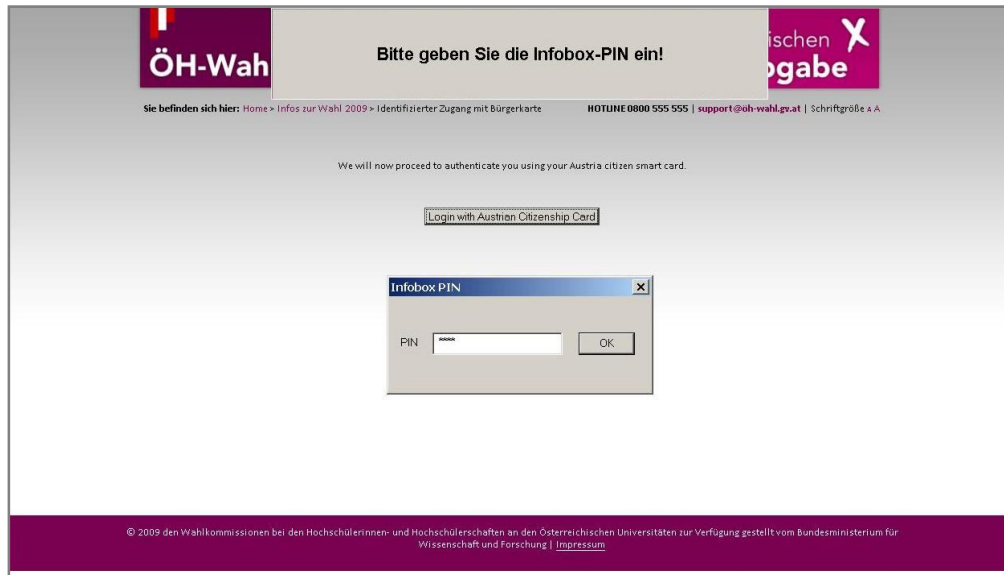 ÖH-Wah
Bitte geben Sie die Infobox-PIN ein!
ischen
gabe
Sie befinden sich hier: Home > Infos zur Wahl 2009 > Identifizierter Zugang mit Bürgerkarte
HOTLINE 0800 555 555 | support@öh-wahl.gv.at | Schriftgröße A A
We will now proceed to authenticate you using your Austria citizen smart card.
Login with Austrian Citizenship Card
Infobox PIN
PIN ****
OK
© 2009 den Wahlkommissionen bei den Hochschülerinnen- und Hochschülerschaften an den Österreichischen Universitäten zur Verfügung gestellt vom Bundesministerium für
Wissenschaft und Forschung | Impressum